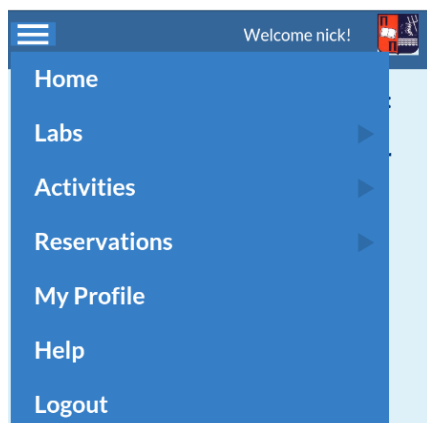 Welcome nick!
Home
Labs
Activities
Reservations
My Profile
Help
Logout